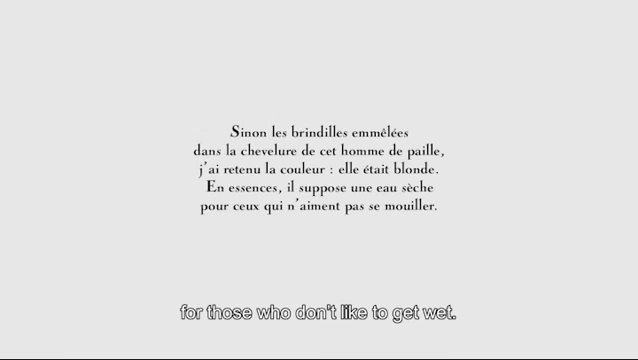 Sinon les brindilles emmêlées
dans la chevelure de cet homme de paille,
j'ai retenu la couleur : elle était blonde.
En essences, il suppose une eau sèche
pour ceux qui n'aiment pas se mouiller.
for those who don't like to get wet.